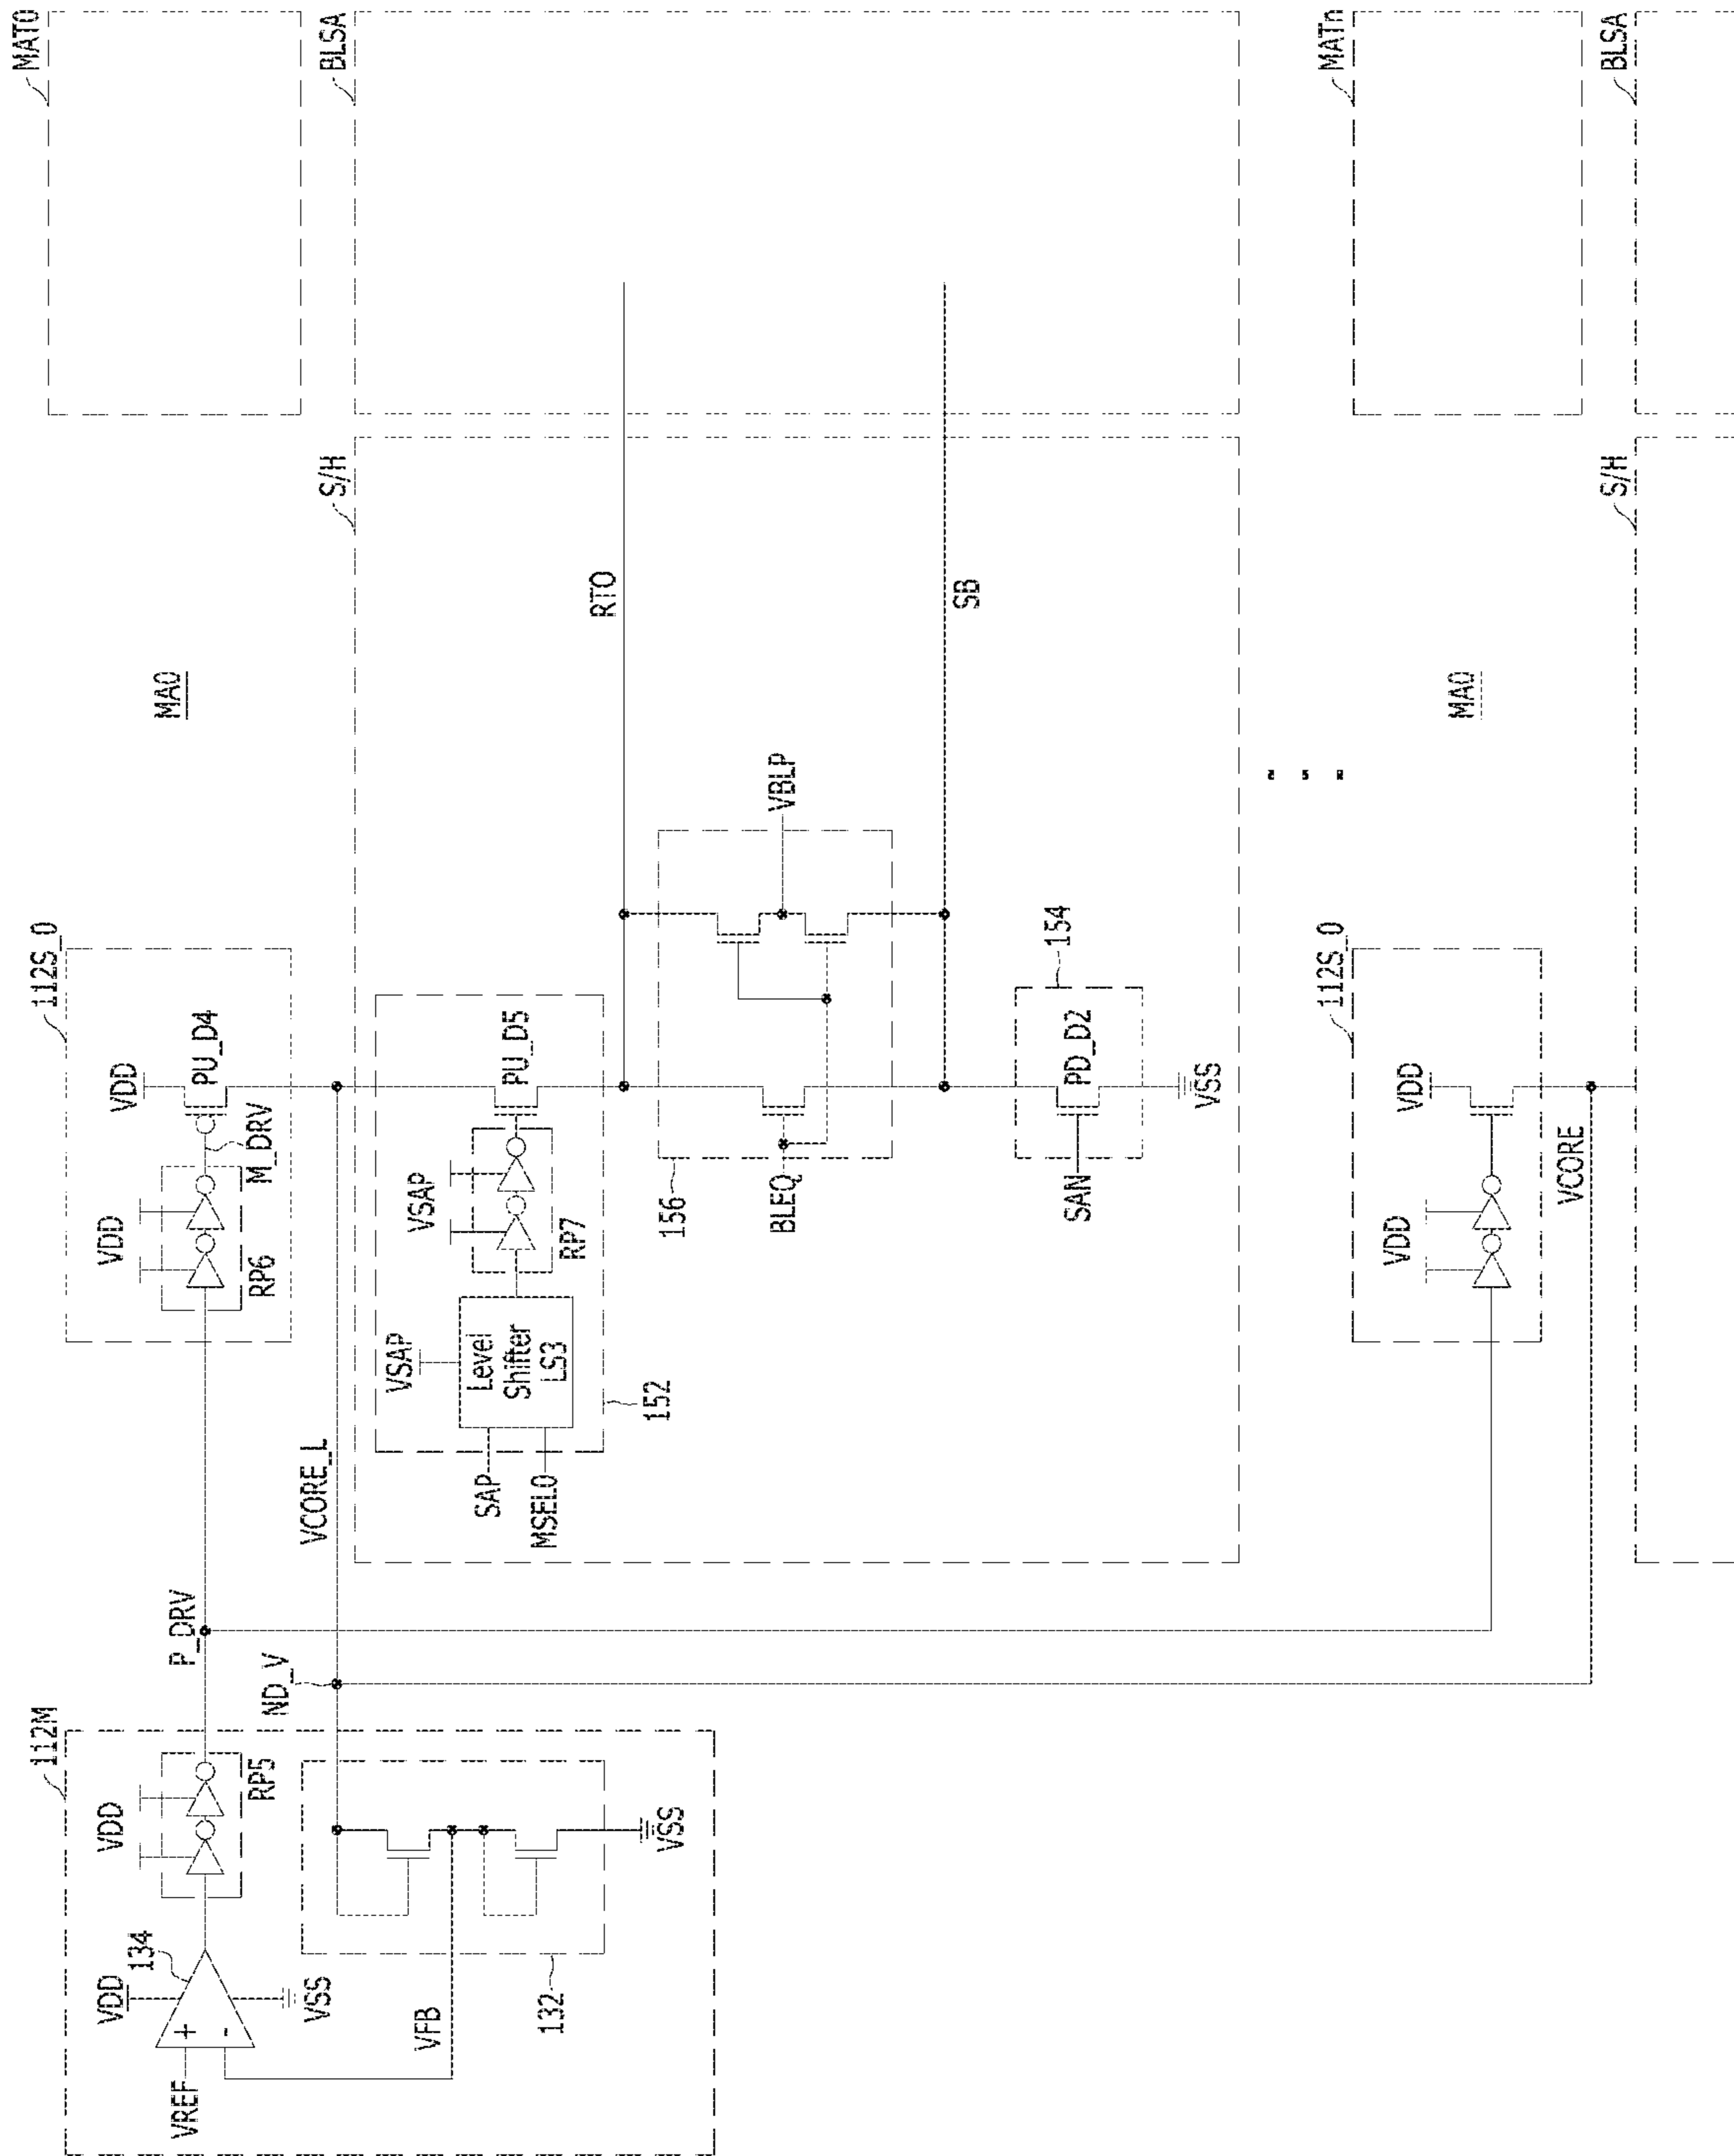 112M
VDD
134
VREF
+
-
VSS
VDD
RP5
VFB
132
VSS
P_DRV
ND_V
VCORE_L
112S_0
VDD
RP6
M_DRV
VDD
PU_D4
MA0
MAT0
S/H
BLSA
SAP
MSEL0
VSAP
Level
Shifter
LS3
152
VSAP
RP7
PU_D5
RTO
156
BLEQ
VBLP
SB
SAN
PD_D2
154
VSS
112S_0
VDD
VDD
VCORE
MA0
MATn
S/H
BLSA